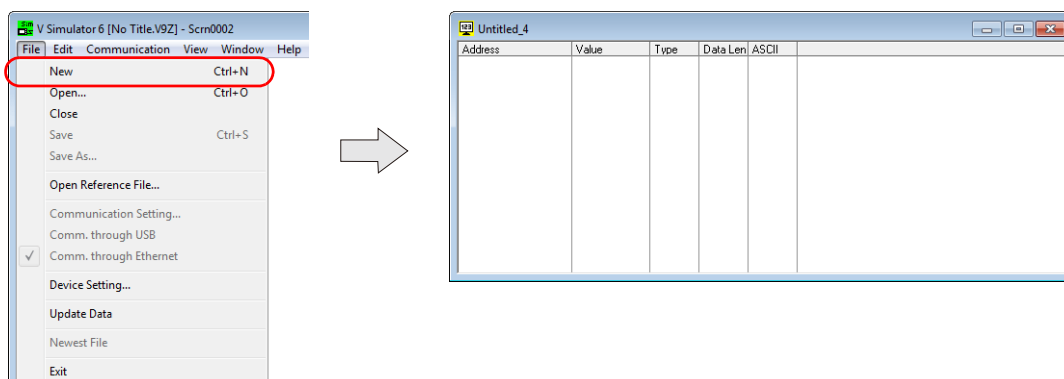 V Simulator 6 [No Title.V9Z] - Scrn0002
File Edit Communication View Window Help
New Ctrl+N
Open... Ctrl+O
Close
Save Ctrl+S
Save As...
Open Reference File...
Communication Setting...
Comm. through USB
Comm. through Ethernet
Device Setting...
Update Data
Newest File
Exit
Untitled_4
Address Value Type Data Len ASCII